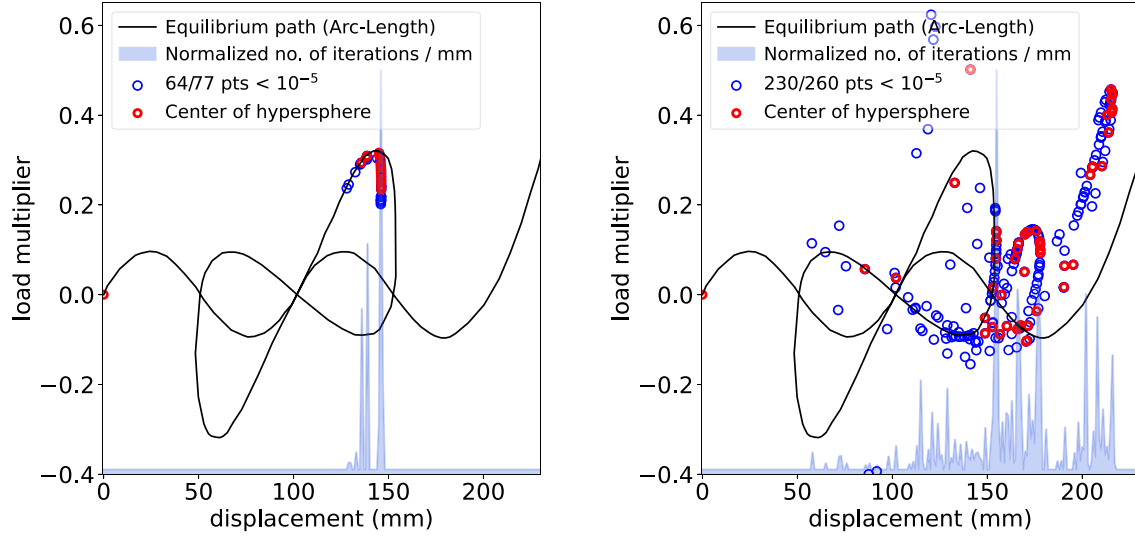 Equilibrium path (Arc-Length)
Normalized no. of iterations / mm
64/77 pts < 10⁻⁵
Center of hypersphere
load multiplier
0.6
0.4
0.2
0.0
−0.2
−0.4
0
50
100
150
200
displacement (mm)
Equilibrium path (Arc-Length)
Normalized no. of iterations / mm
230/260 pts < 10⁻⁵
Center of hypersphere
load multiplier
0.6
0.4
0.2
0.0
−0.2
−0.4
0
50
100
150
200
displacement (mm)